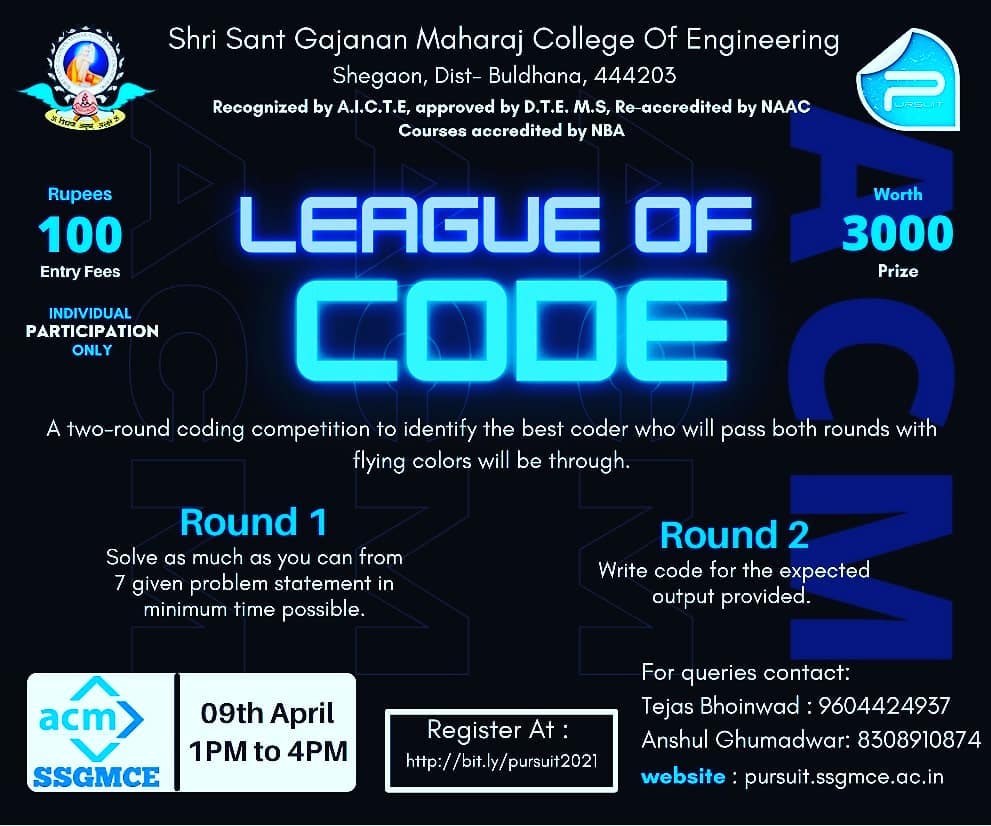 Shri Sant Gajanan Maharaj College Of Engineering
Shegaon, Dist- Buldhana, 444203
Recognized by A.I.C.T.E, approved by D.T.E. M.S, Re-accredited by NAAC
Courses accredited by NBA
PURSUIT
Rupees
100
Entry Fees
INDIVIDUAL
PARTICIPATION
ONLY
LEAGUE OF
CODE
Worth
3000
Prize
ACM
A two-round coding competition to identify the best coder who will pass both rounds with
flying colors will be through.
Round 1
Solve as much as you can from
7 given problem statement in
minimum time possible.
Round 2
Write code for the expected
output provided.
acm
SSGMCE
09th April
1PM to 4PM
Register At :
http://bit.ly/pursuit2021
For queries contact:
Tejas Bhoinwad : 9604424937
Anshul Ghumadwar: 8308910874
website : pursuit.ssgmce.ac.in
ACM
ACM
ACM